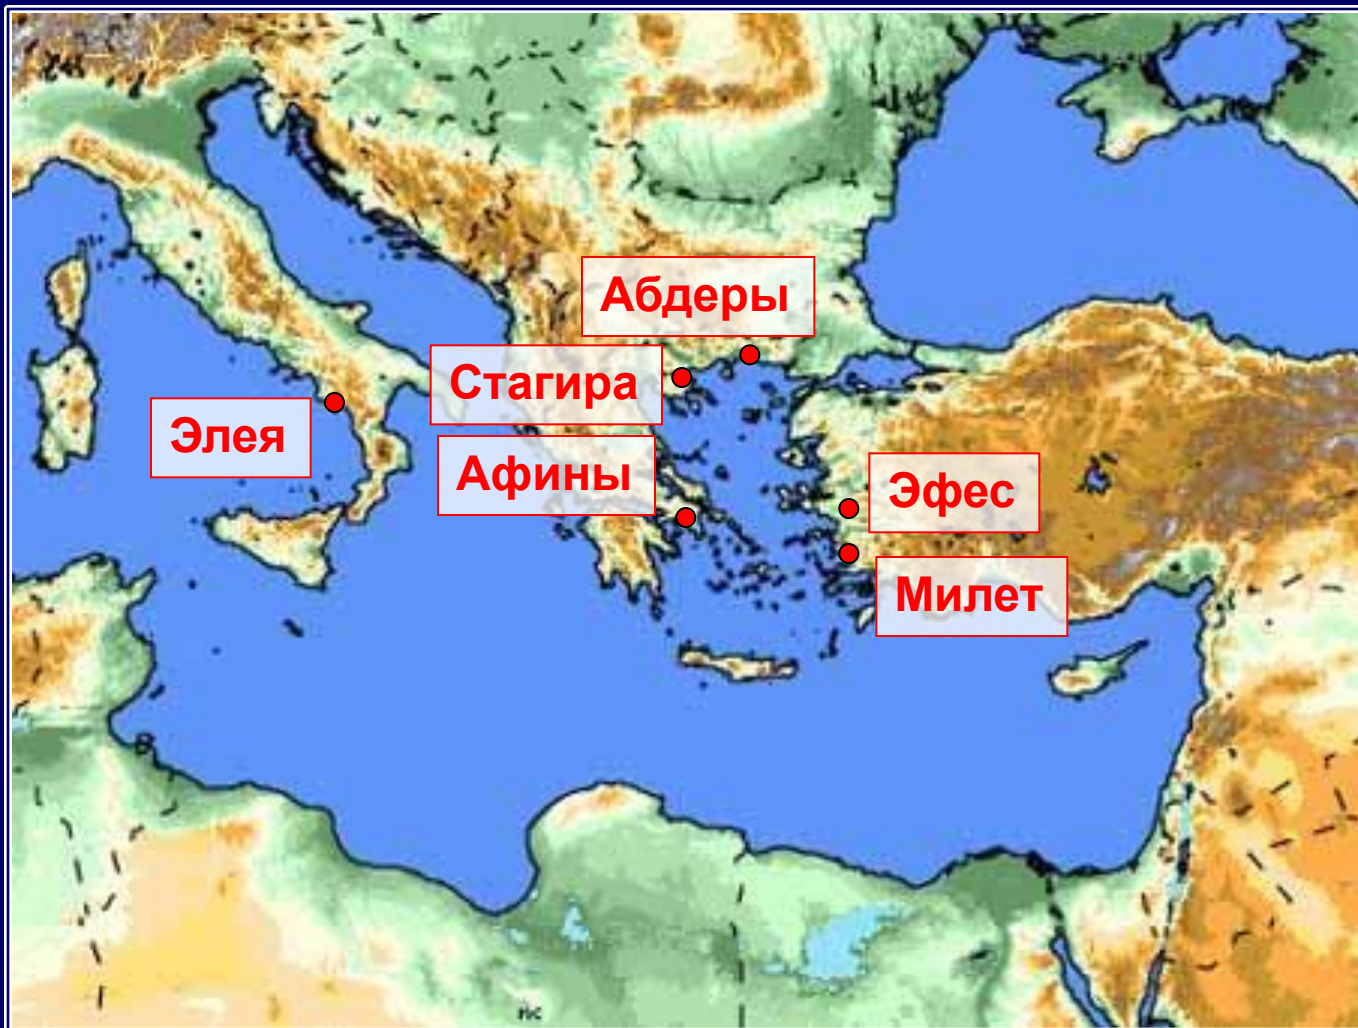 Абдеры
Стагира
Элея
Афины
Эфес
Милет